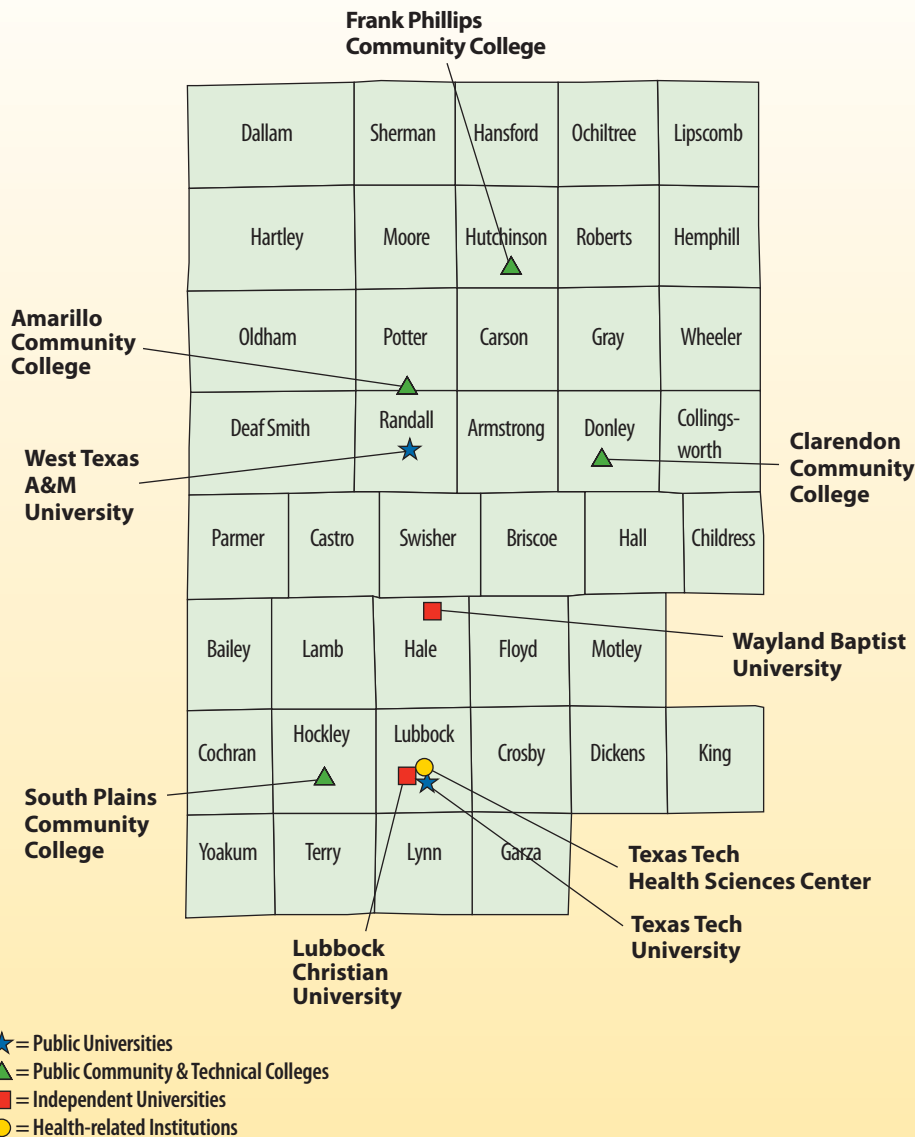 Frank Phillips
Community College
Dallam
Sherman
Hansford
Ochiltree
Lipscomb
Hartley
Moore
Hutchinson
Roberts
Hemphill
Amarillo
Community
College
Oldham
Potter
Carson
Gray
Wheeler
Deaf Smith
Randall
Armstrong
Donley
Collings-
worth
West Texas
A&M
University
Clarendon
Community
College
Parmer
Castro
Swisher
Briscoe
Hall
Childress
Bailey
Lamb
Hale
Floyd
Motley
Wayland Baptist
University
Cochran
Hockley
Lubbock
Crosby
Dickens
King
South Plains
Community
College
Yoakum
Terry
Lynn
Garza
Texas Tech
Health Sciences Center
Texas Tech
University
Lubbock
Christian
University
= Public Universities
= Public Community & Technical Colleges
= Independent Universities
= Health-related Institutions